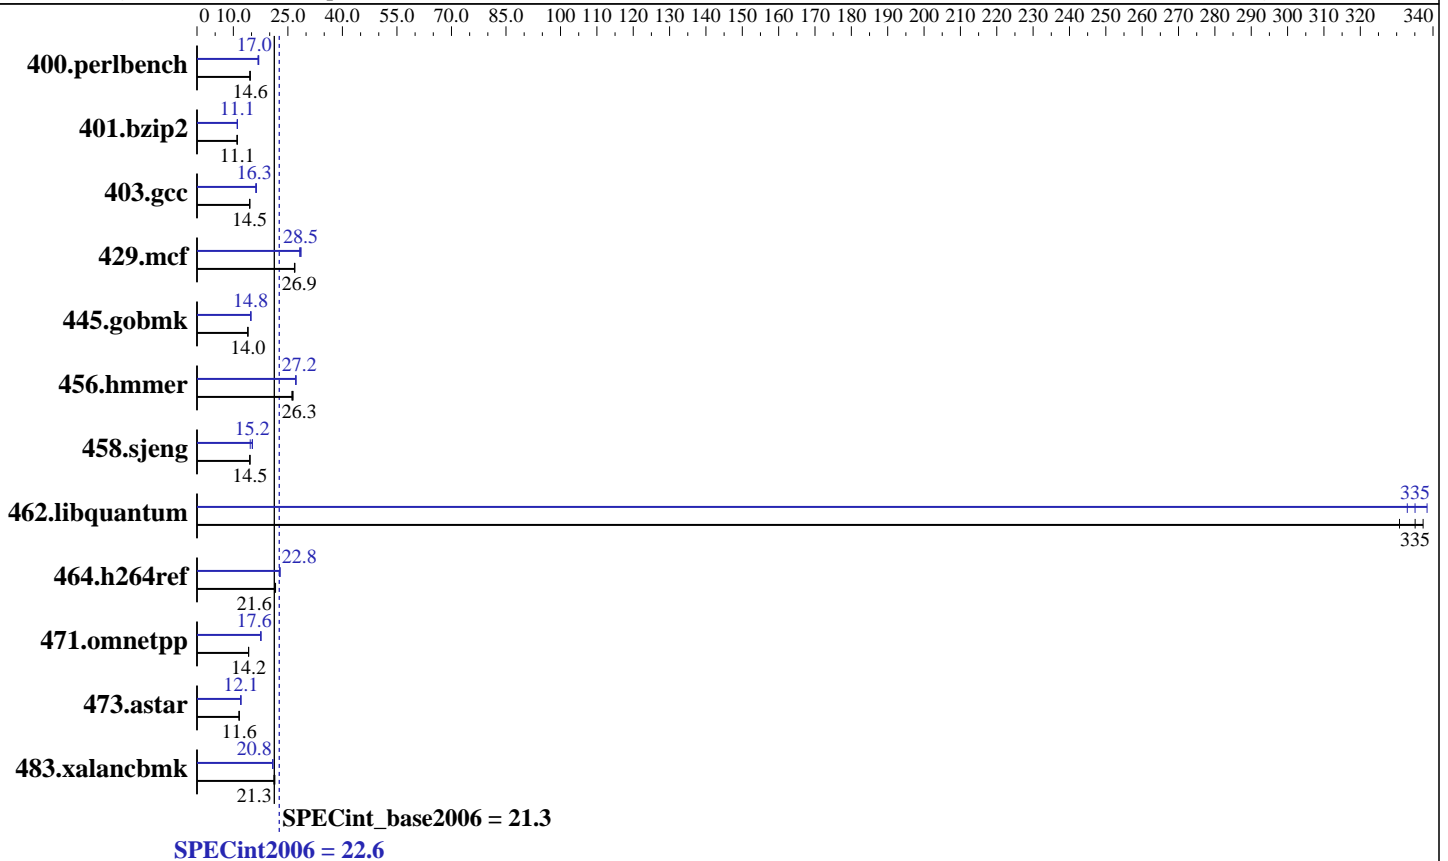 0 10.0 25.0 40.0 55.0 70.0 85.0 100 110 120 130 140 150 160 170 180 190 200 210 220 230 240 250 260 270 280 290 300 310 320 340
17.0
400.perlbench
14.6
11.1
401.bzip2
11.1
16.3
403.gcc
14.5
28.5
429.mcf
26.9
14.8
445.gobmk
14.0
27.2
456.hmmer
26.3
15.2
458.sjeng
14.5
335
462.libquantum
335
22.8
464.h264ref
21.6
17.6
471.omnetpp
14.2
12.1
473.astar
11.6
20.8
483.xalancbmk
21.3
SPECint_base2006 = 21.3
SPECint2006 = 22.6